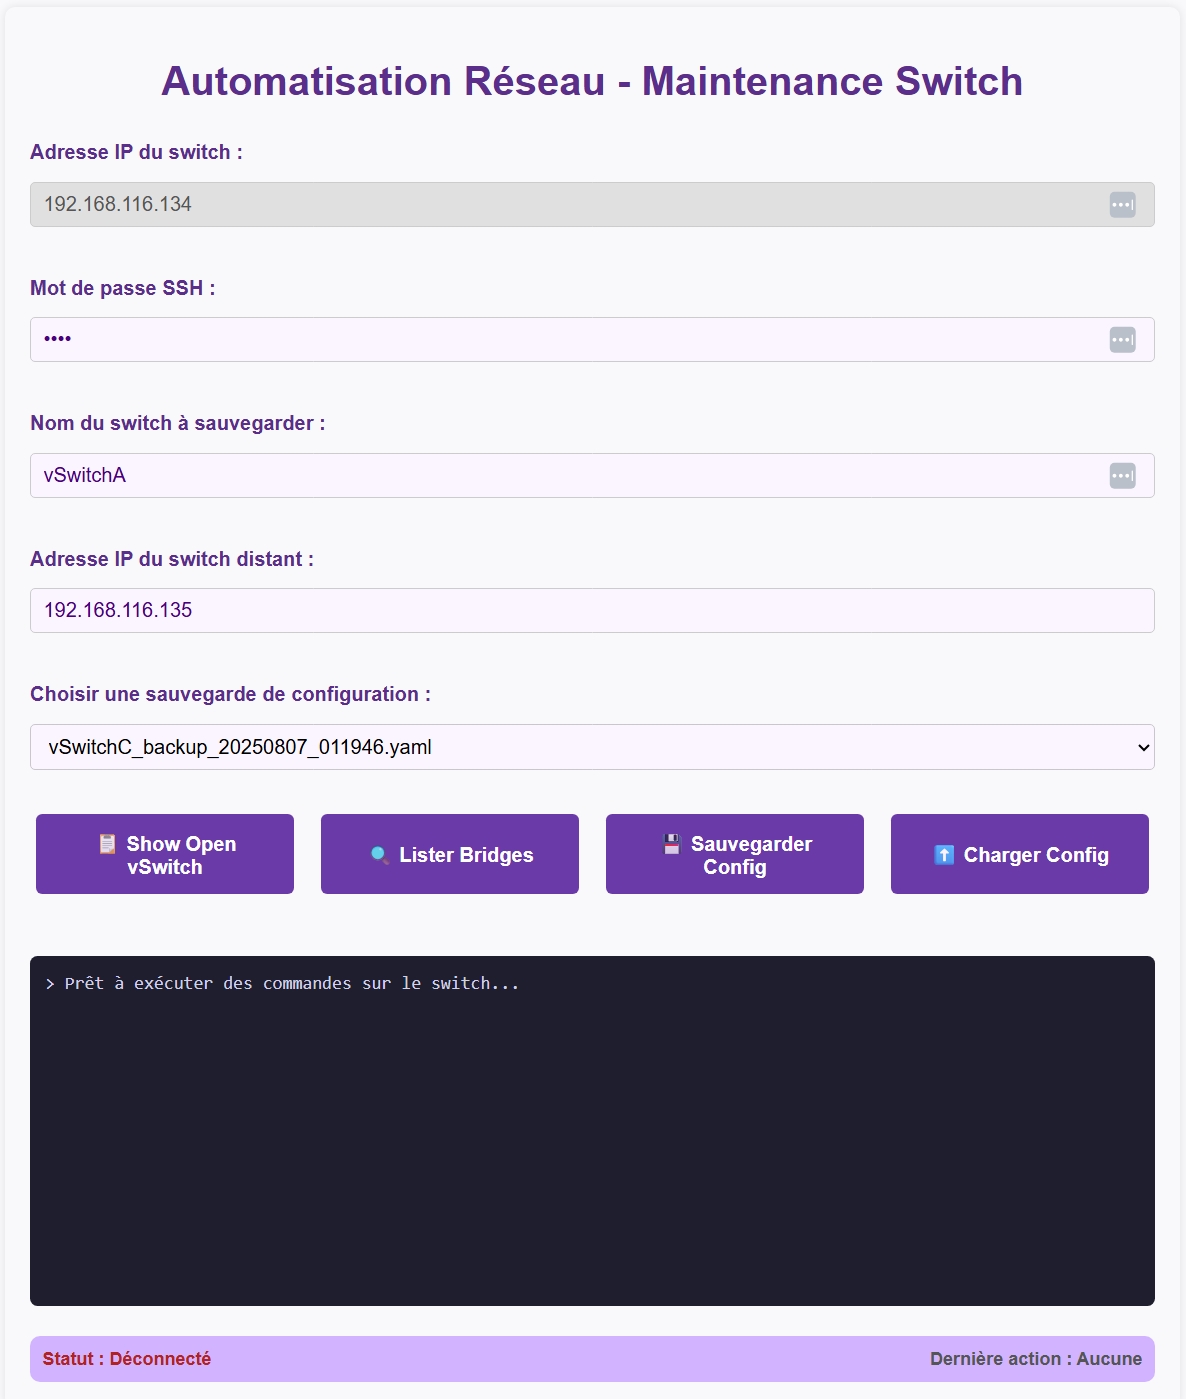 Automatisation Réseau - Maintenance Switch
Adresse IP du switch :
192.168.116.134
Mot de passe SSH :
••••
Nom du switch à sauvegarder :
vSwitchA
Adresse IP du switch distant :
192.168.116.135
Choisir une sauvegarde de configuration :
vSwitchC_backup_20250807_011946.yaml
Show Open
vSwitch
Lister Bridges
Sauvegarder
Config
Charger Config
> Prêt à exécuter des commandes sur le switch...
Statut : Déconnecté
Dernière action : Aucune